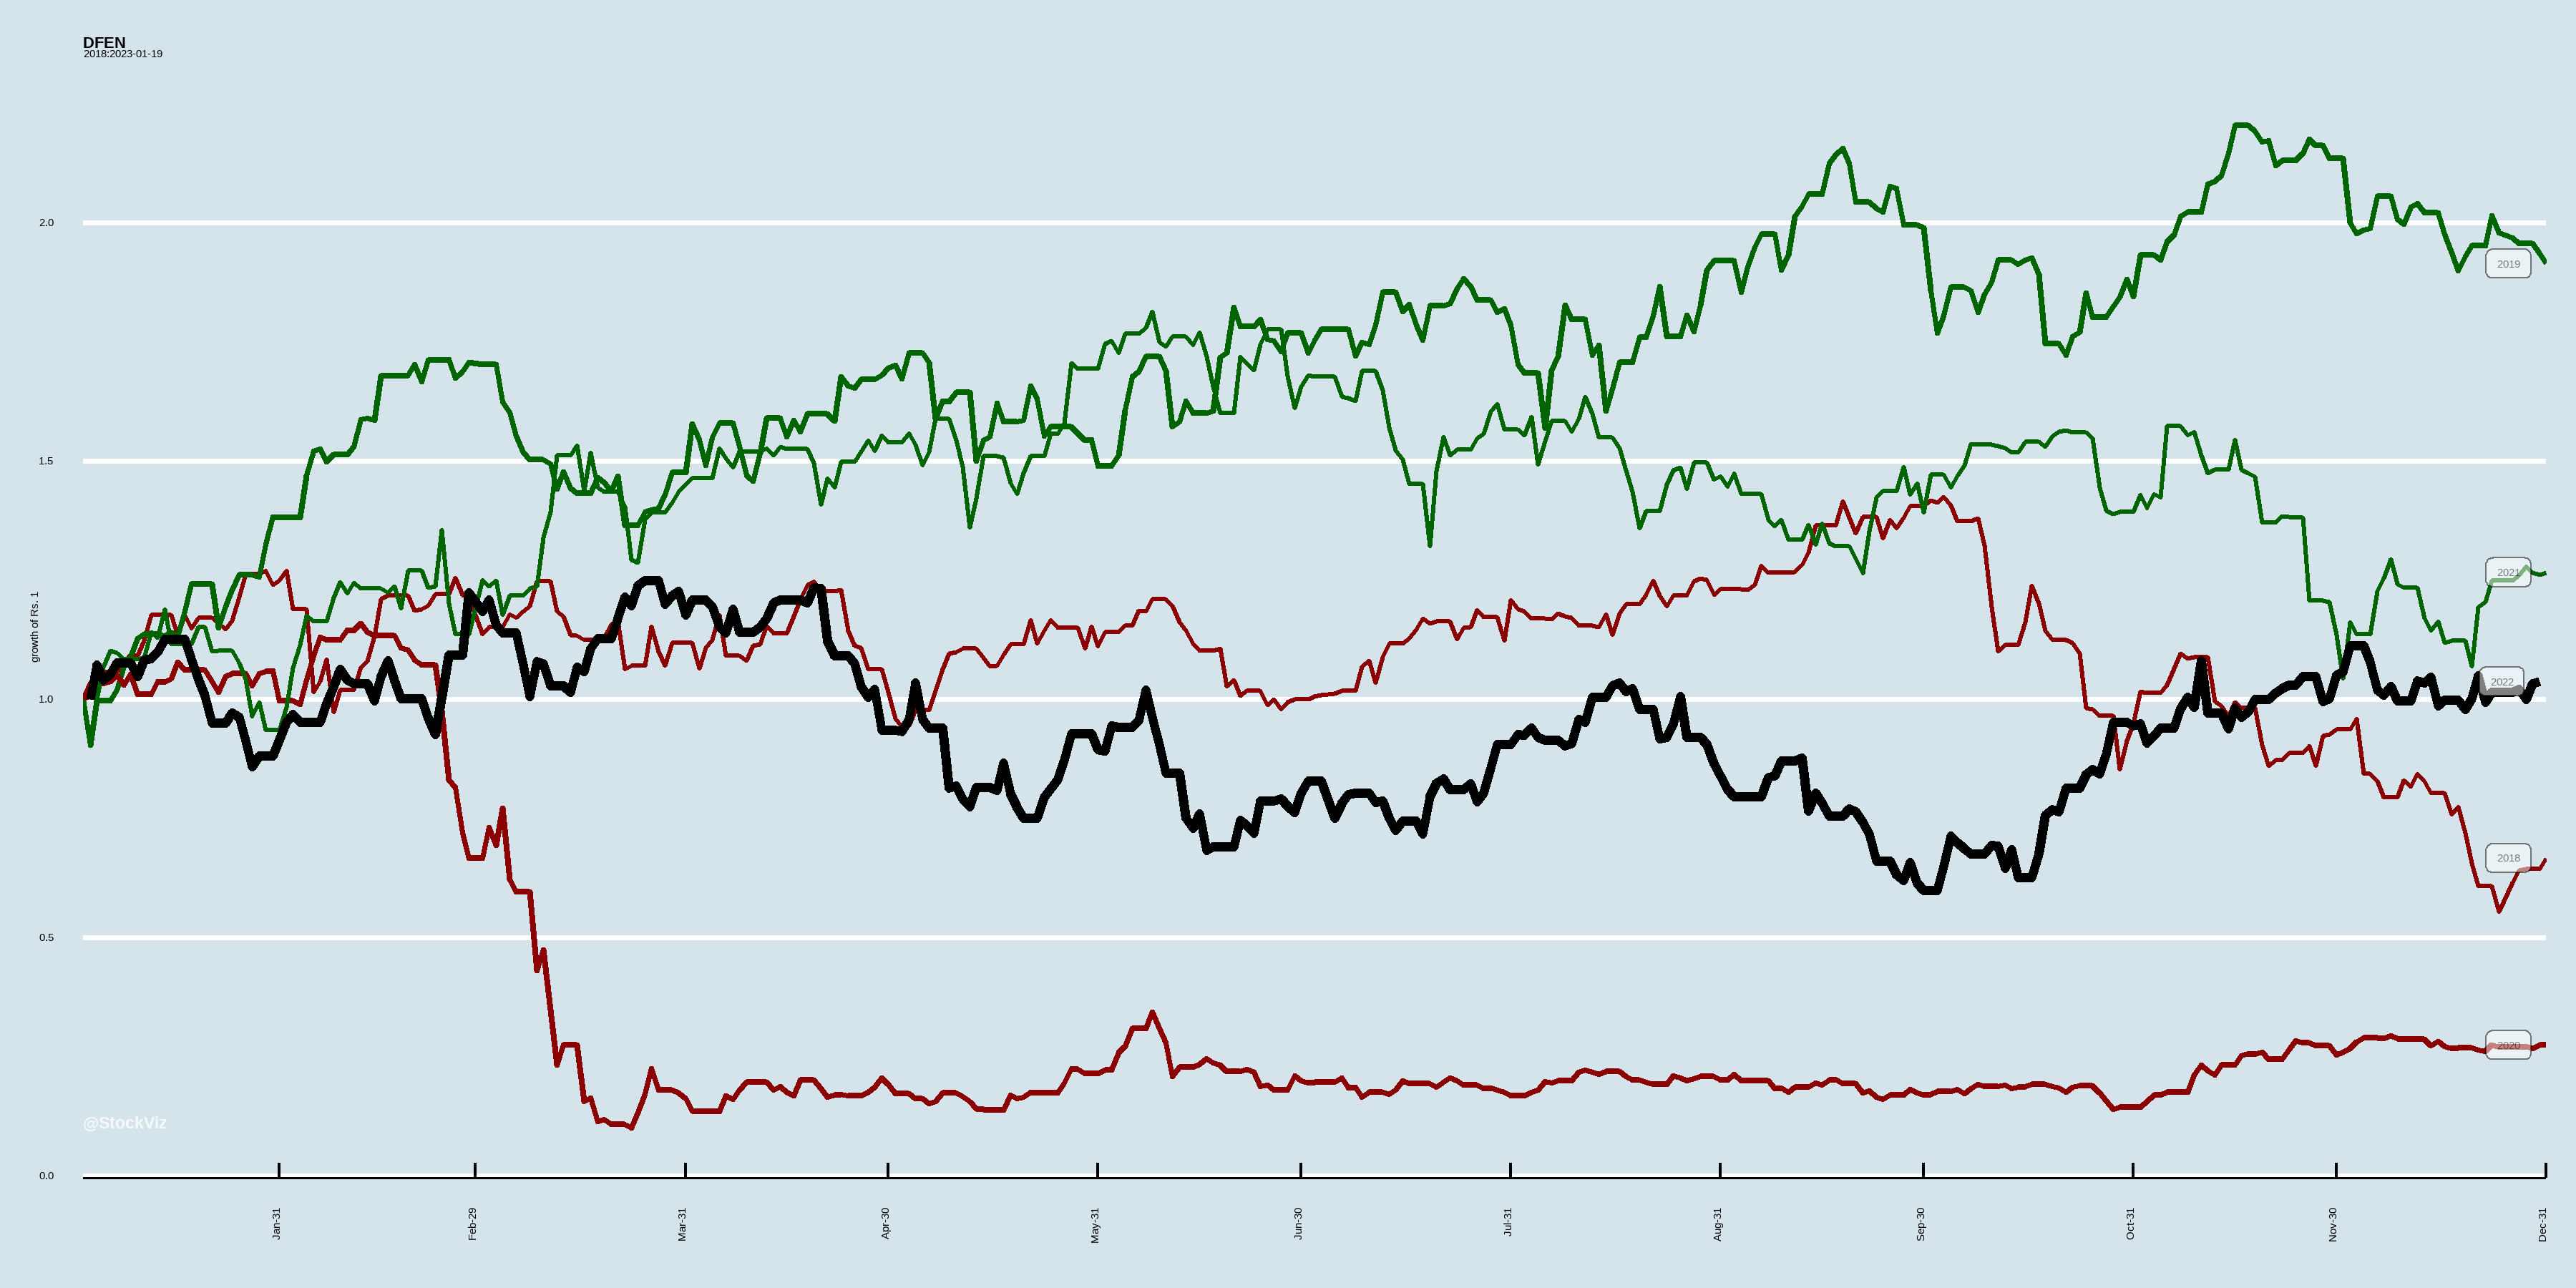 DFEN
2018:2023-01-19
growth of Rs. 1
2.0
1.5
1.0
0.5
0.0
2019
2021
2022
2018
2020
@StockViz
Jan-31
Feb-29
Mar-31
Apr-30
May-31
Jun-30
Jul-31
Aug-31
Sep-30
Oct-31
Nov-30
Dec-31